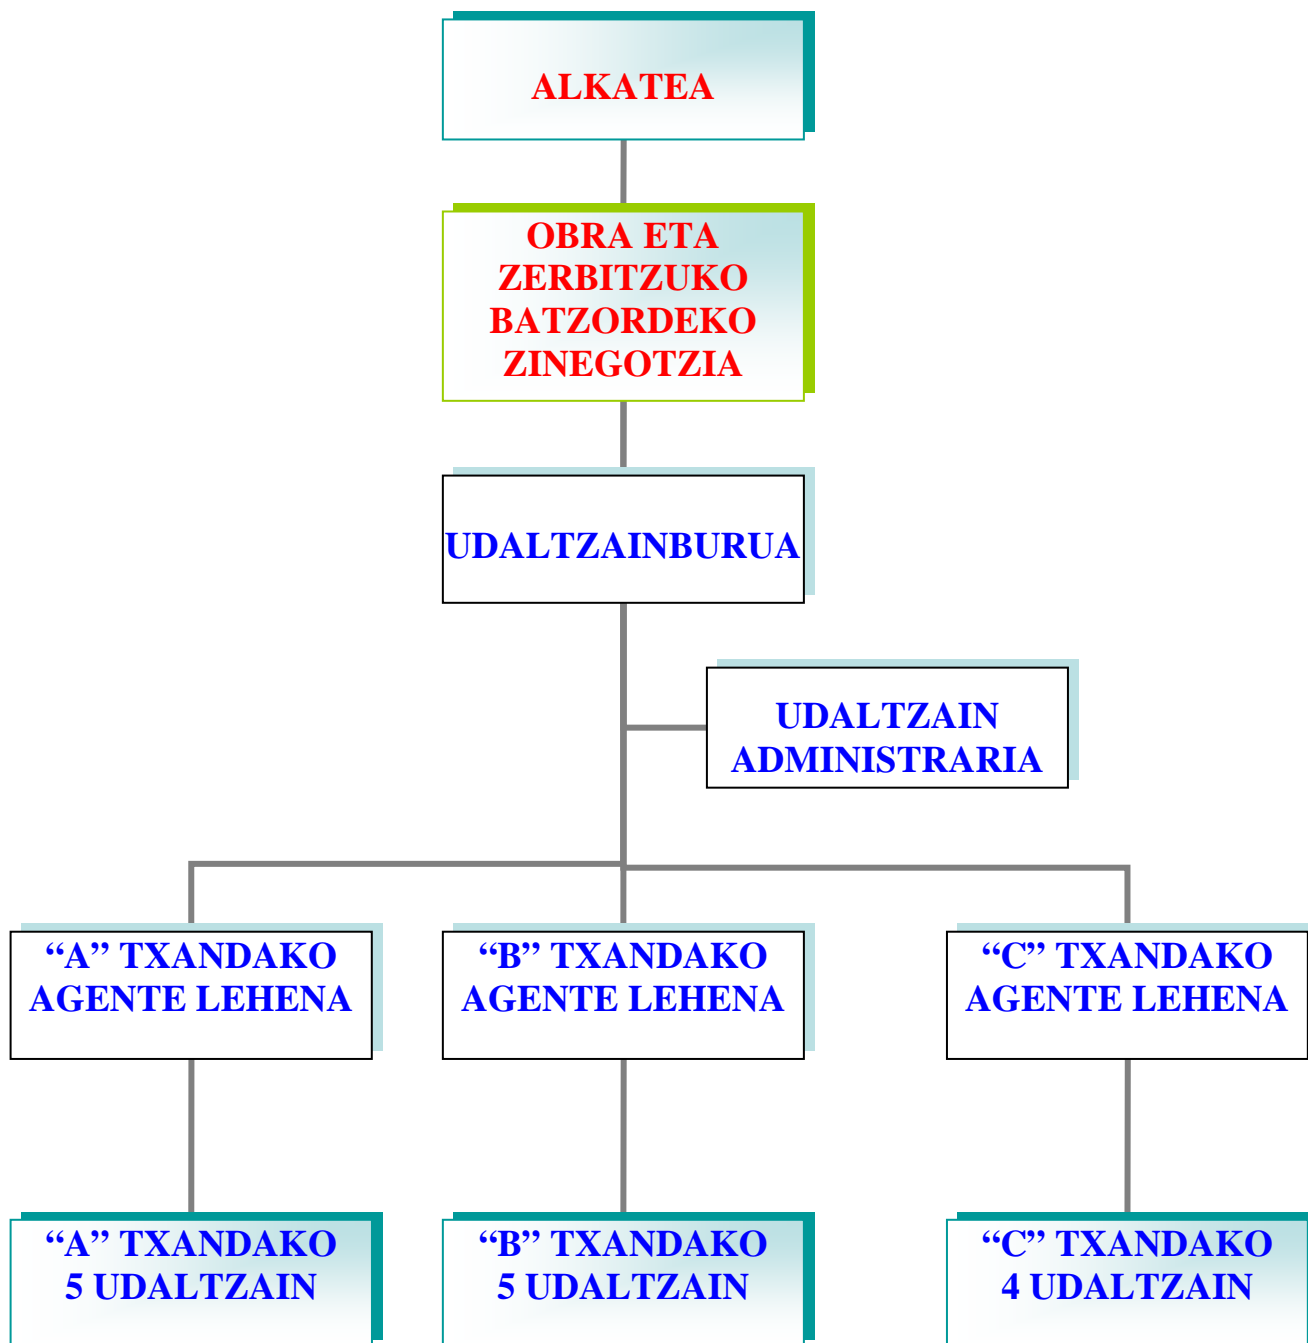 ALKATEA
OBRA ETA
ZERBITZUKO
BATZORDEKO
ZINEGOTZIA
UDALTZAINBURUA
UDALTZAIN
ADMINISTRARIA
“A” TXANDAKO
AGENTE LEHENA
“B” TXANDAKO
AGENTE LEHENA
“C” TXANDAKO
AGENTE LEHENA
“A” TXANDAKO
5 UDALTZAIN
“B” TXANDAKO
5 UDALTZAIN
“C” TXANDAKO
4 UDALTZAIN